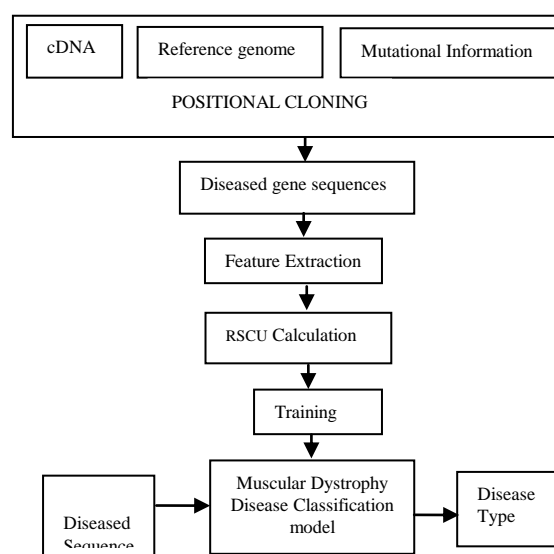 cDNA
Reference genome
Mutational Information
POSITIONAL CLONING
Diseased gene sequences
Feature Extraction
RSCU Calculation
Training
Muscular Dystrophy
Disease Classification
model
Diseased
Sequence
Disease
Type